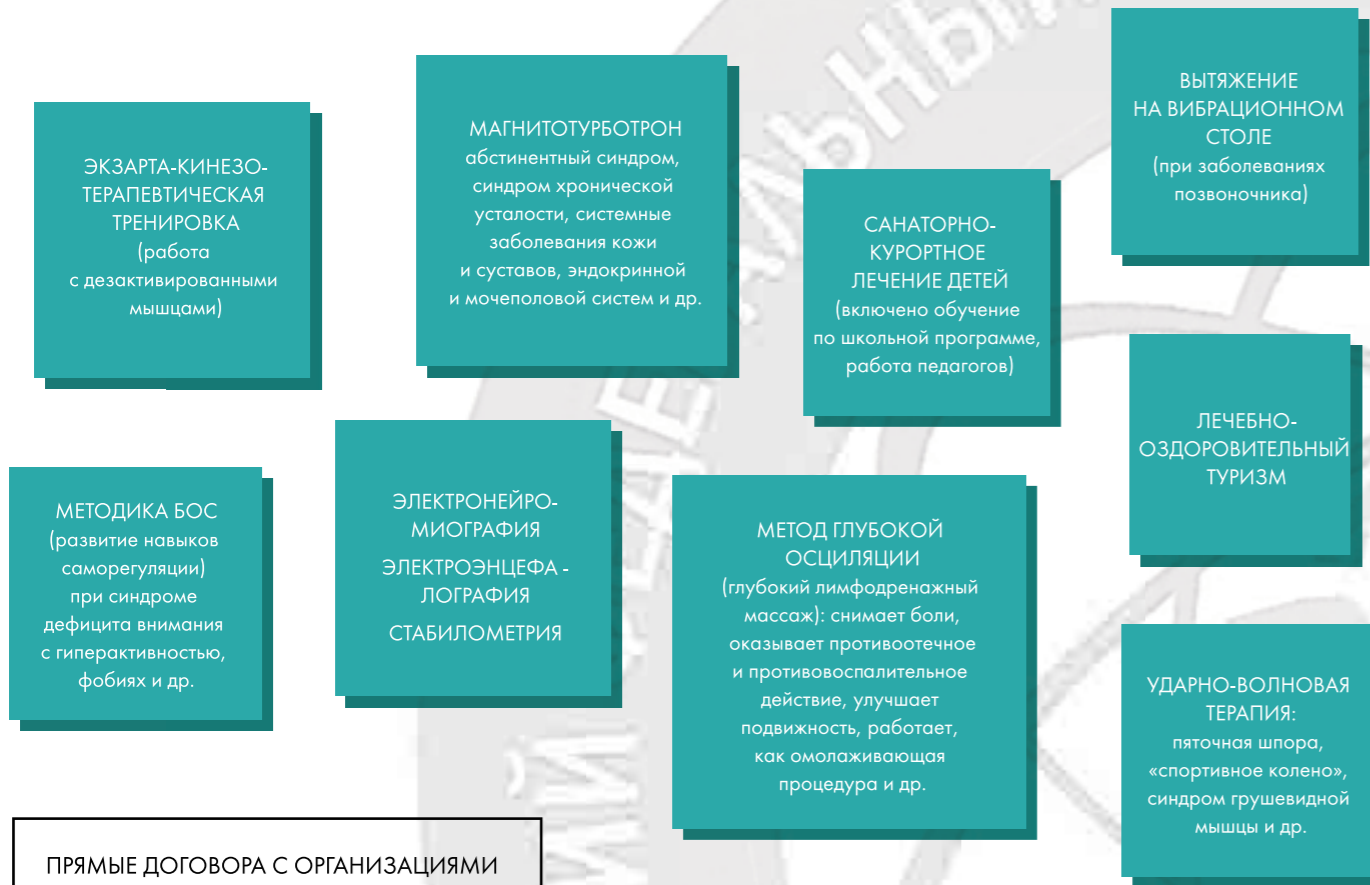 ЭКЗАРТА-КИНЕЗО-
ТЕРАПЕВТИЧЕСКАЯ
ТРЕНИРОВКА
(работа
с дезактивированными
мышцами)
МАГНИТОТУРБОТРОН
абстинентный синдром,
синдром хронической
усталости, системные
заболевания кожи
и суставов, эндокринной
и мочеполовой систем и др.
САНАТОРНО-
КУРОРТНОЕ
ЛЕЧЕНИЕ ДЕТЕЙ
(включено обучение
по школьной программе,
работа педагогов)
ВЫТЯЖЕНИЕ
НА ВИБРАЦИОННОМ
СТОЛЕ
(при заболеваниях
позвоночника)
ЛЕЧЕБНО-
ОЗДОРОВИТЕЛЬНЫЙ
ТУРИЗМ
МЕТОДИКА БОС
(развитие навыков
саморегуляции)
при синдроме
дефицита внимания
с гиперактивностью,
фобиях и др.
ЭЛЕКТРОНЕЙРО-
МИОГРАФИЯ
ЭЛЕКТРОЭНЦЕФА -
ЛОГРАФИЯ
СТАБИЛОМЕТРИЯ
МЕТОД ГЛУБОКОЙ
ОСЦИЛЯЦИИ
(глубокий лимфодренажный
массаж): снимает боли,
оказывает противоотечное
и противовоспалительное
действие, улучшает
подвижность, работает,
как омолаживающая
процедура и др.
УДАРНО-ВОЛНОВАЯ
ТЕРАПИЯ:
пяточная шпора,
«спортивное колено»,
синдром грушевидной
мышцы и др.
ПРЯМЫЕ ДОГОВОРА С ОРГАНИЗАЦИЯМИ